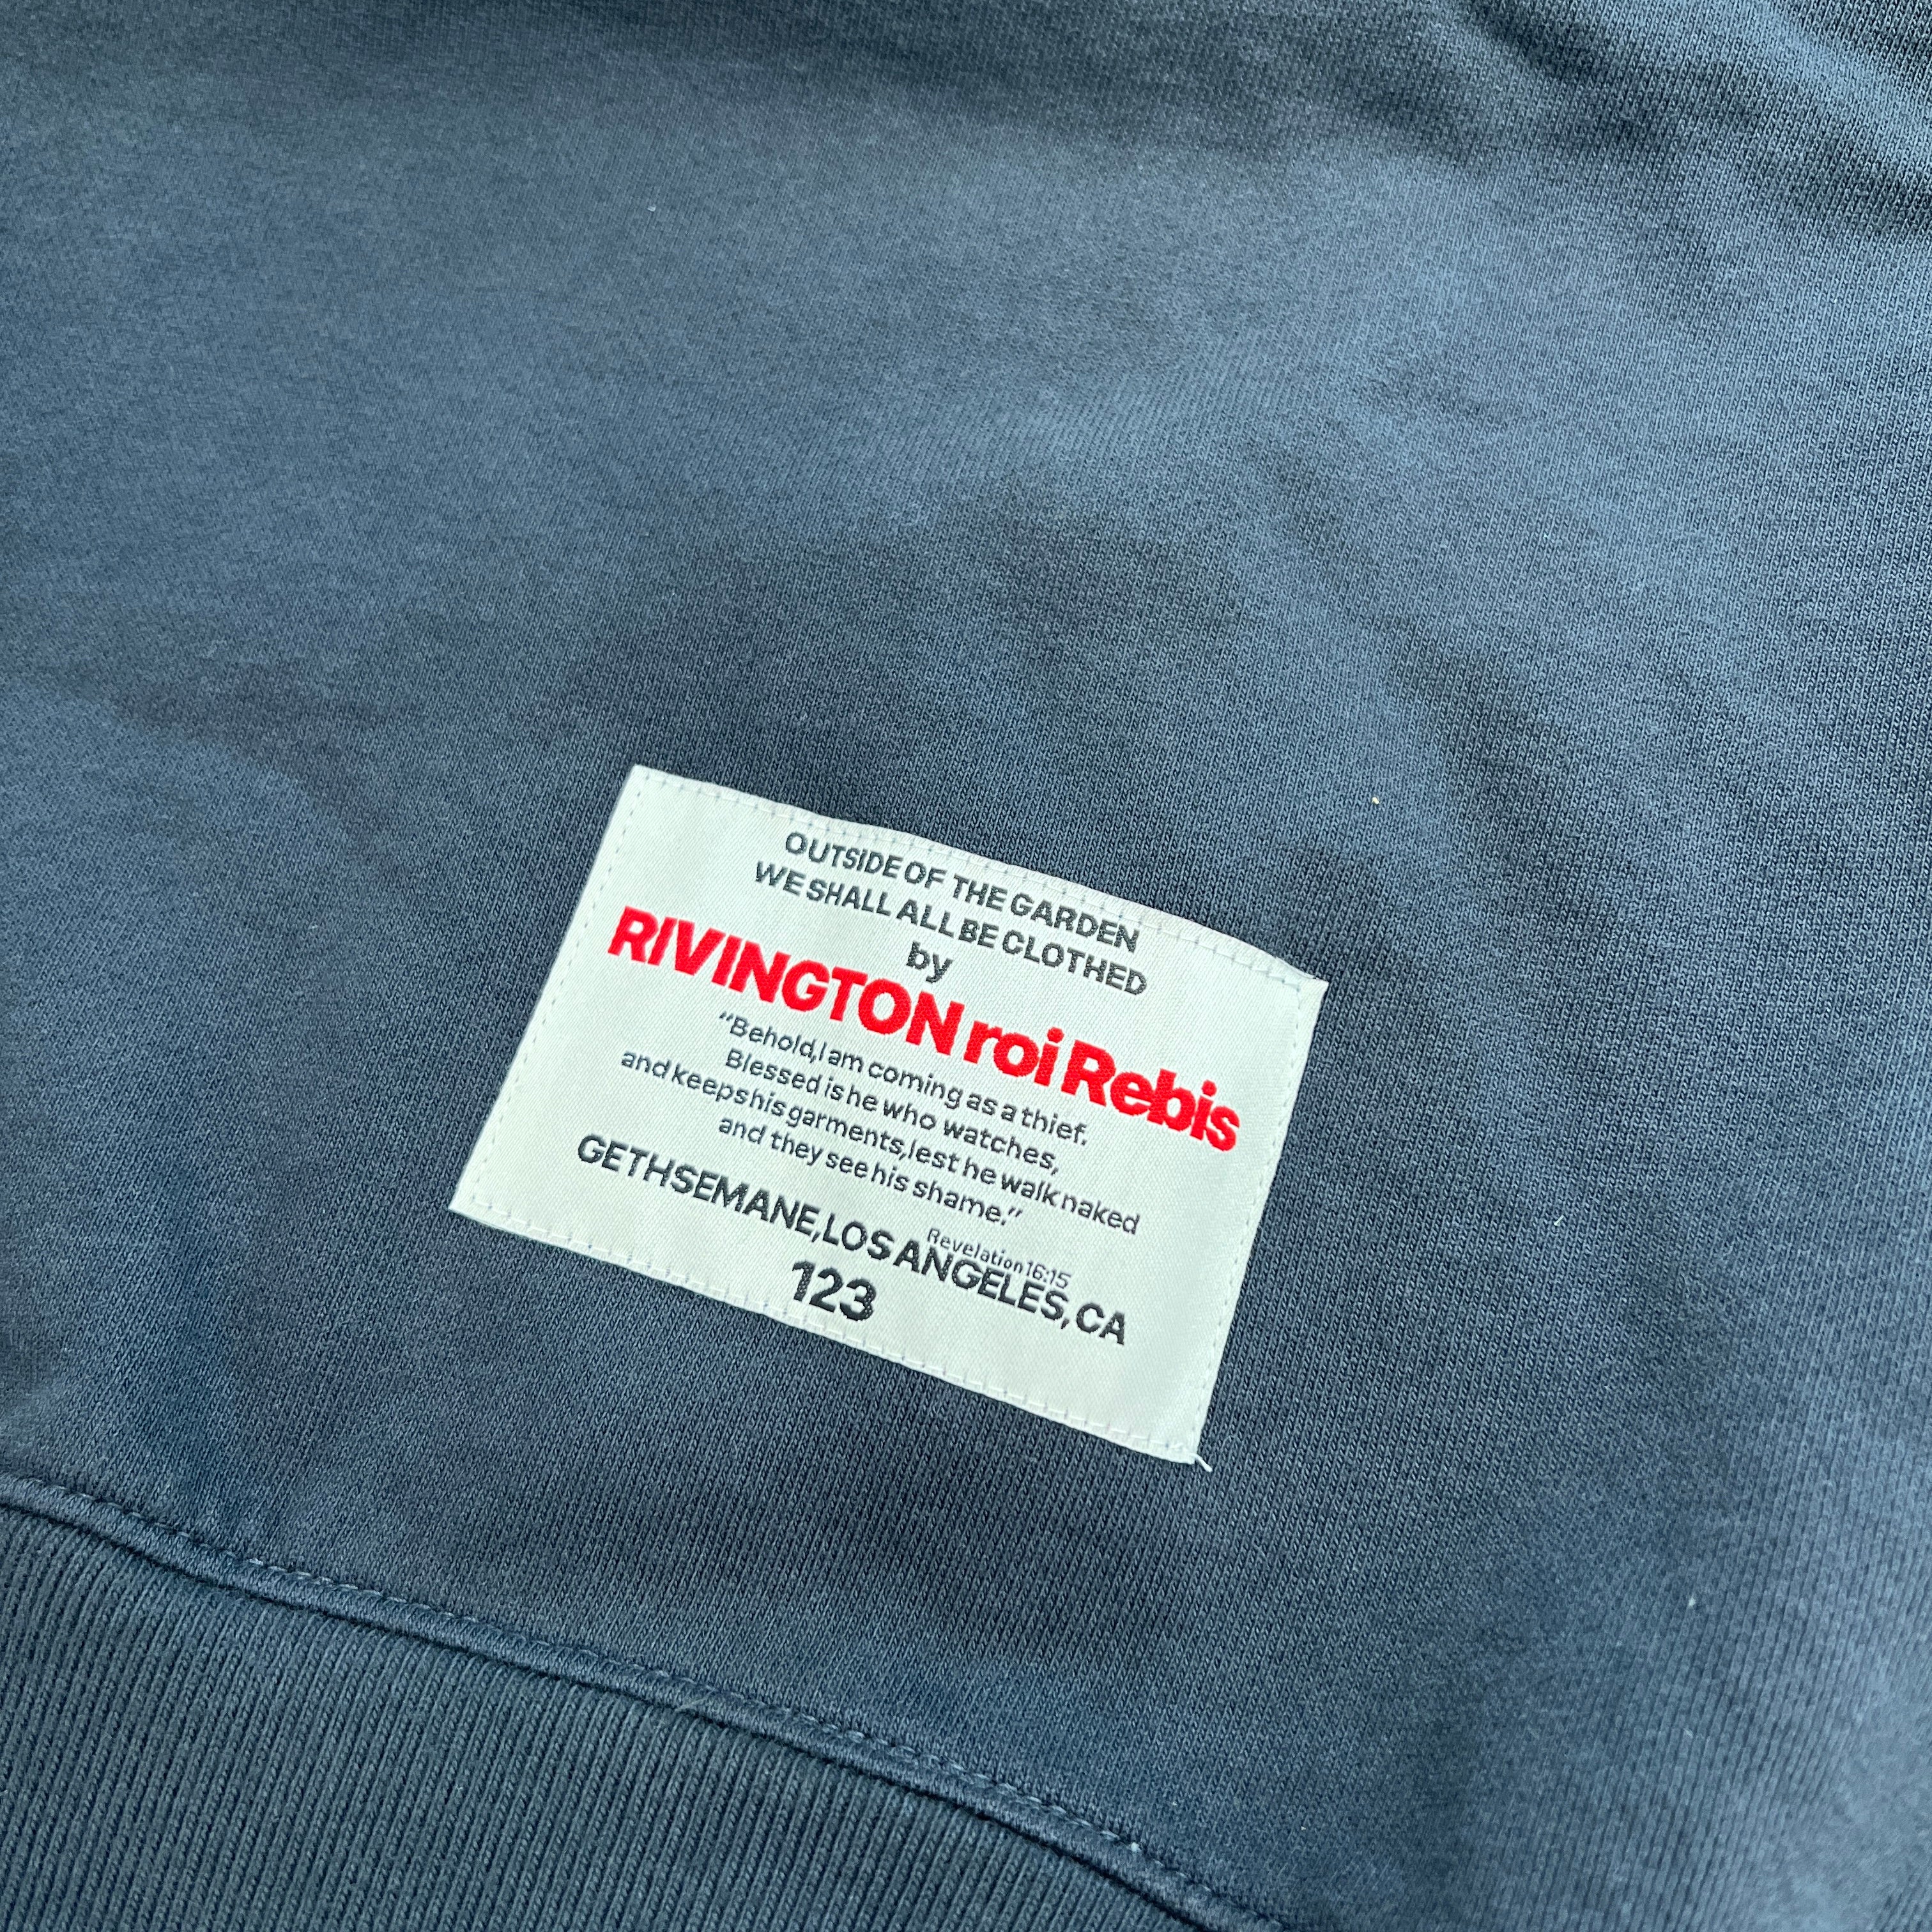 OUTSIDE OF THE GARDEN
WE SHALL ALL BE CLOTHED
by
RIVINGTON roi Rebis
“Behold, I am coming as a thief.
Blessed is he who watches,
and keeps his garments, lest he walk naked
and they see his shame.”
Revelation 16:15
GETHSEMANE, LOS ANGELES, CA
123